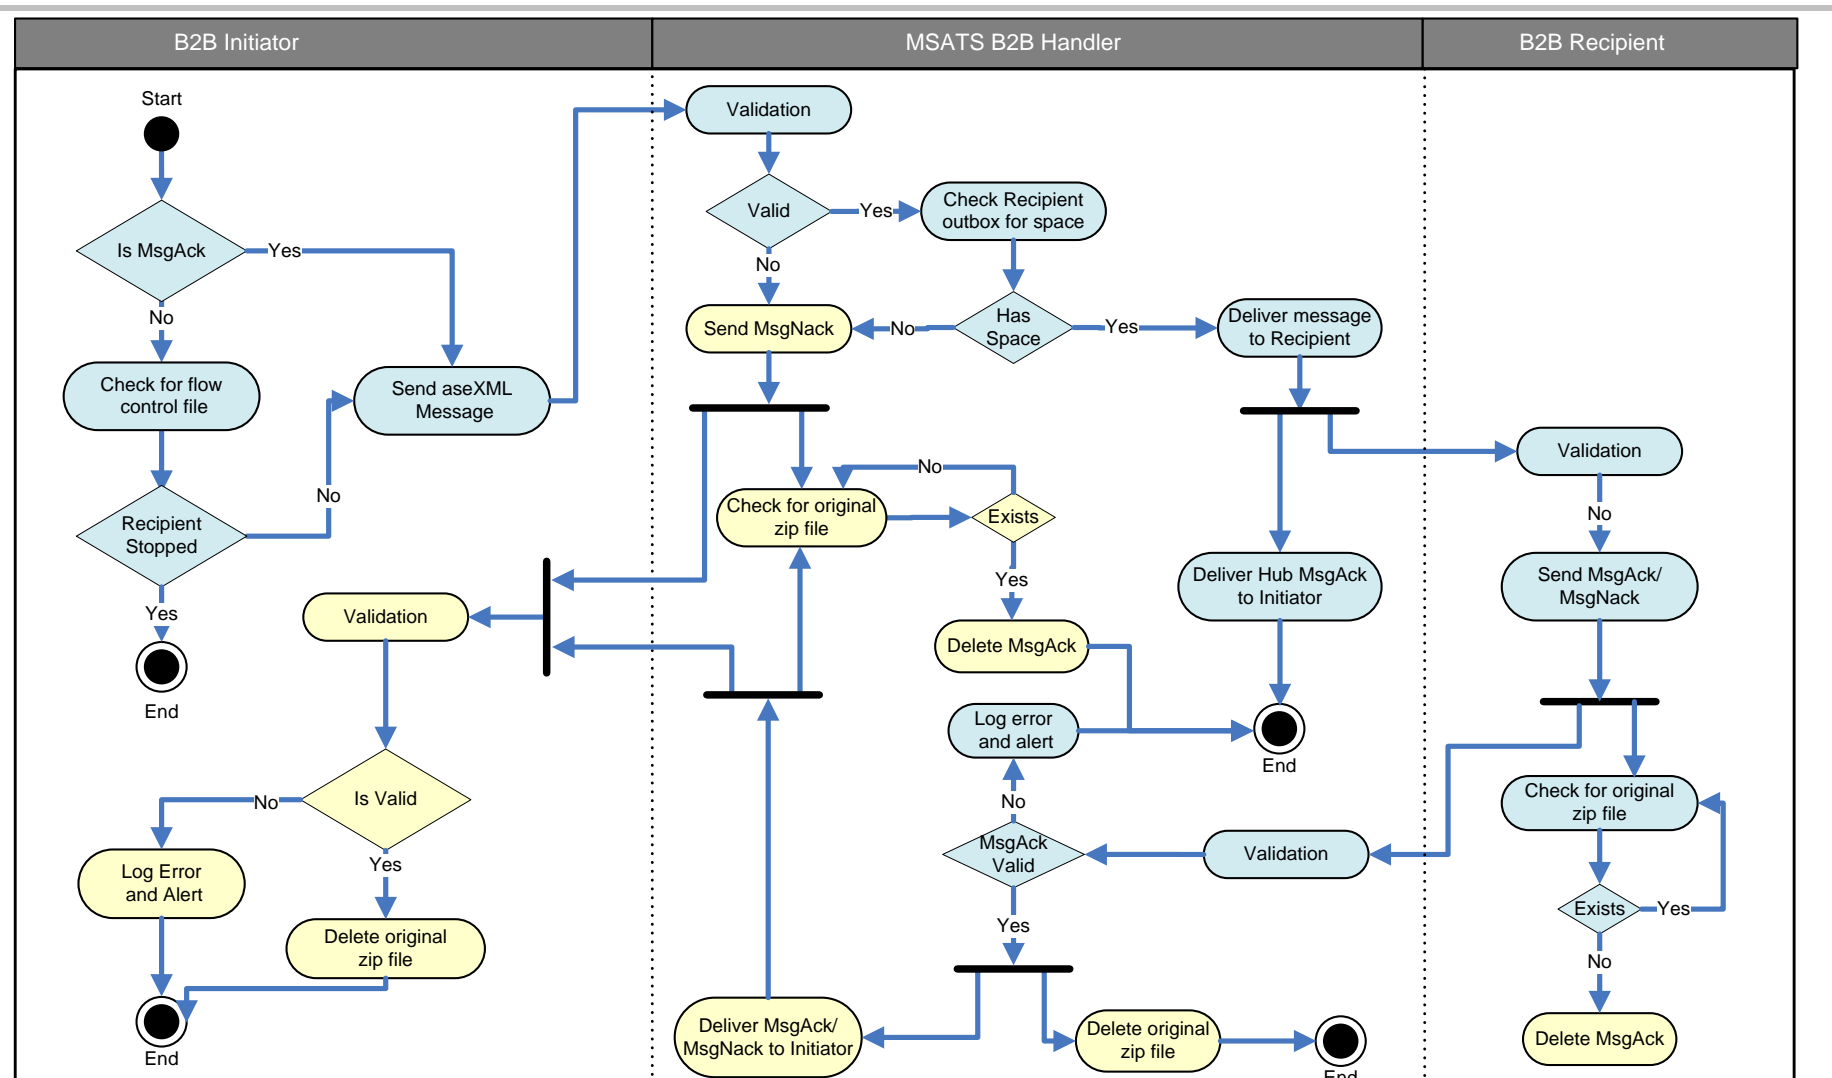 B2B Initiator
MSATS B2B Handler
B2B Recipient
Start
Is MsgAck
Yes
No
Check for flow
control file
Send aseXML
Message
No
Recipient
Stopped
Yes
End
Validation
Is Valid
No
Yes
Log Error
and Alert
Delete original
zip file
End
Validation
Valid
Yes
Check Recipient
outbox for space
No
Send MsgNack
No
Has
Space
Yes
Deliver message
to Recipient
No
Check for original
zip file
Exists
Yes
Deliver Hub MsgAck
to Initiator
Delete MsgAck
Log error
and alert
End
No
MsgAck
Valid
Validation
Yes
Deliver MsgAck/
MsgNack to Initiator
Delete original
zip file
End
Validation
No
Send MsgAck/
MsgNack
Check for original
zip file
Exists
Yes
No
Delete MsgAck